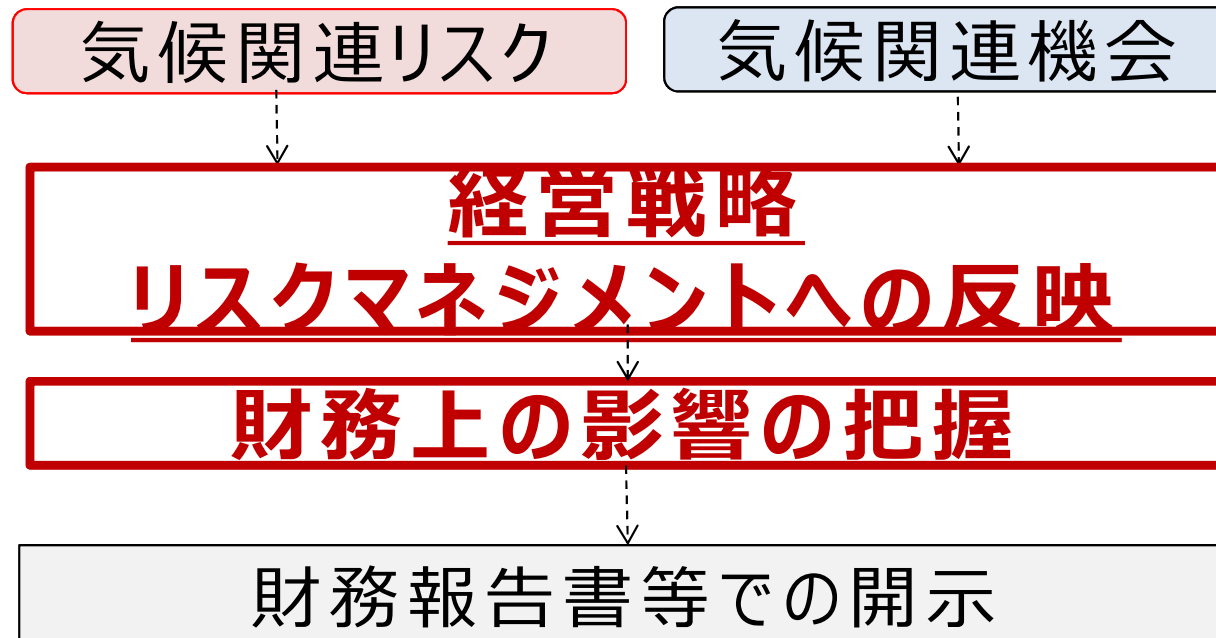 気候関連リスク
気候関連機会
経営戦略
リスクマネジメントへの反映
財務上の影響の把握
財務報告書等での開示